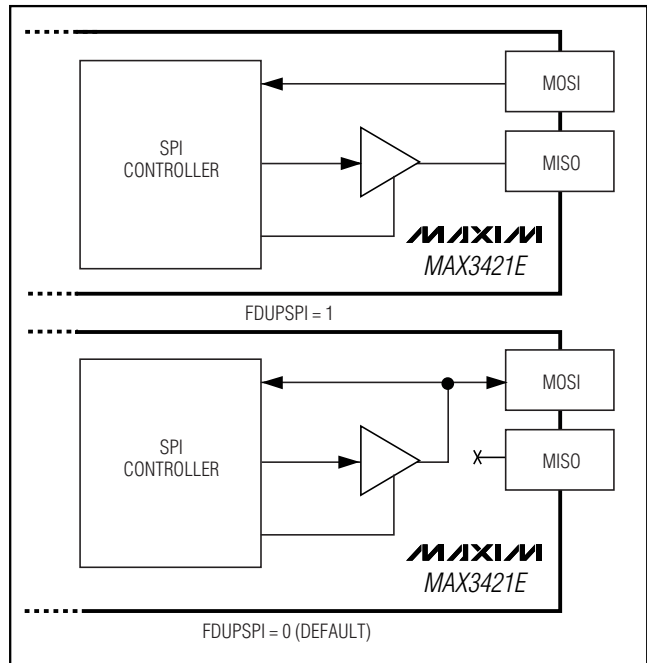 MOSI
SPI
CONTROLLER
MISO
MAXIM
MAX3421E
FDUPSPI = 1
MOSI
SPI
CONTROLLER
MISO
MAXIM
MAX3421E
FDUPSPI = 0 (DEFAULT)